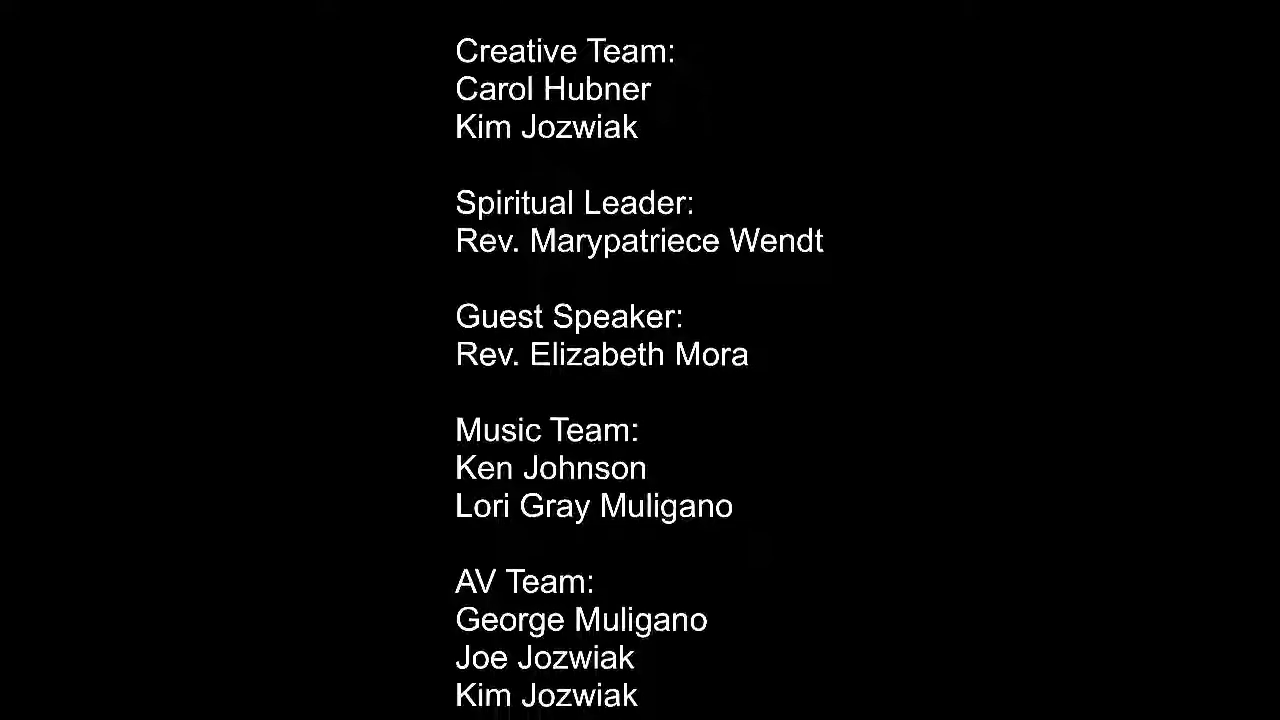 Creative Team:
Carol Hubner
Kim Jozwiak
Spiritual Leader:
Rev. Marypatriece Wendt
Guest Speaker:
Rev. Elizabeth Mora
Music Team:
Ken Johnson
Lori Gray Muligano
AV Team:
George Muligano
Joe Jozwiak
Kim Jozwiak